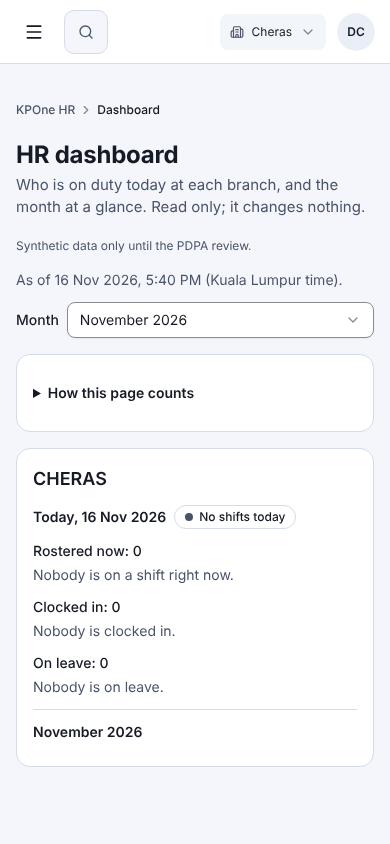 Cheras
DC
KPOne HR > Dashboard
HR dashboard
Who is on duty today at each branch, and the
month at a glance. Read only; it changes nothing.
Synthetic data only until the PDPA review.
As of 16 Nov 2026, 5:40 PM (Kuala Lumpur time).
Month November 2026
How this page counts
CHERAS
Today, 16 Nov 2026 No shifts today
Rostered now: 0
Nobody is on a shift right now.
Clocked in: 0
Nobody is clocked in.
On leave: 0
Nobody is on leave.
November 2026